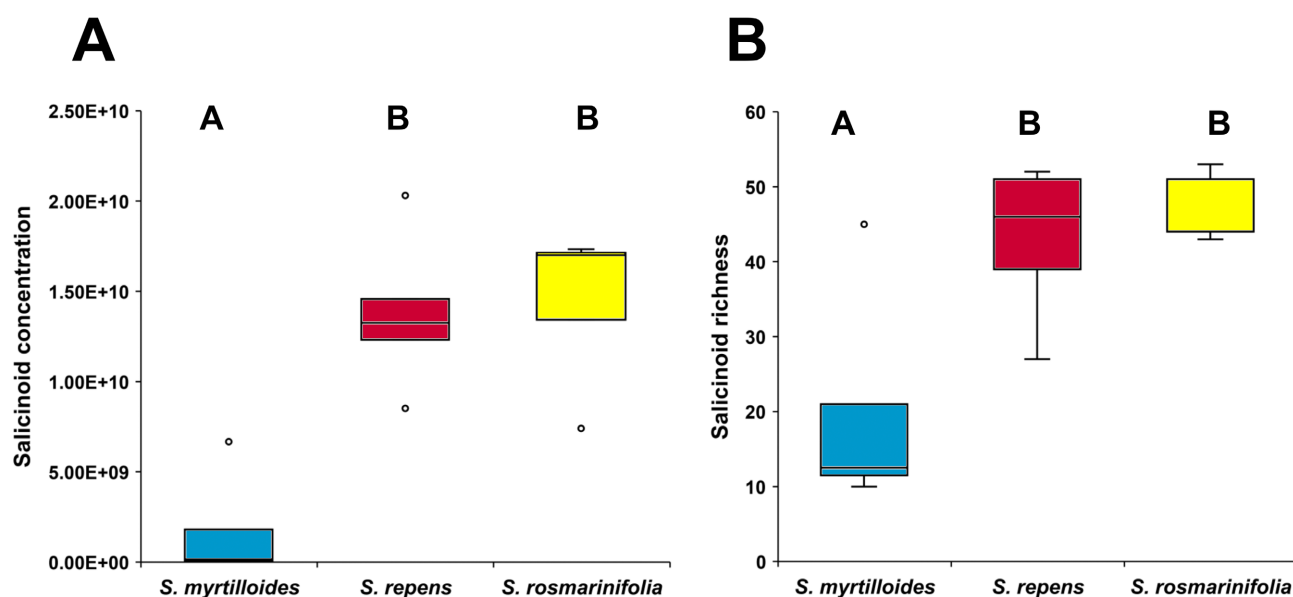 A
Salicinoid concentration
2.50E+10
2.00E+10
1.50E+10
1.00E+10
5.00E+09
0.00E+00
A
B
B
S. myrtilloides
S. repens
S. rosmarinifolia
B
Salicinoid richness
60
50
40
30
20
10
0
A
B
B
S. myrtilloides
S. repens
S. rosmarinifolia